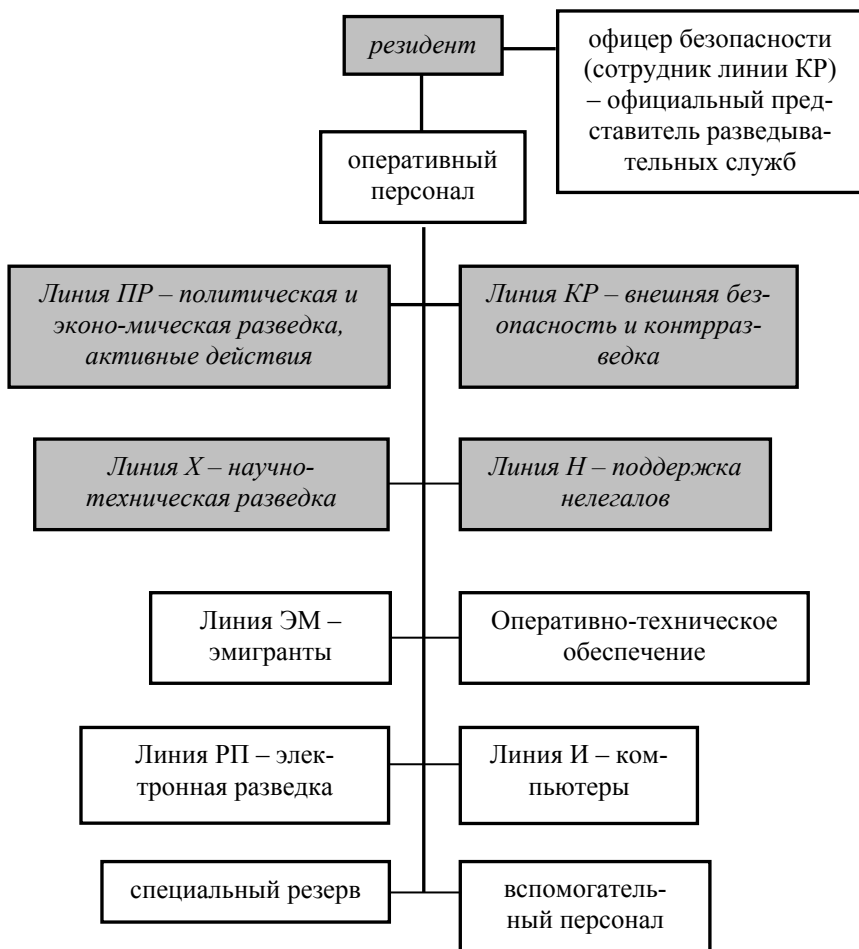 резидент
офицер безопасности
(сотрудник линии КР)
– официальный пред-
ставитель разведыва-
тельных служб
оперативный
персонал
Линия ПР – политическая и
эконо-мическая разведка,
активные действия
Линия КР – внешняя без-
опасность и контрраз-
ведка
Линия Х – научно-
техническая разведка
Линия Н – поддержка
нелегалов
Линия ЭМ –
эмигранты
Оперативно-техническое
обеспечение
Линия РП – элек-
тронная разведка
Линия И – ком-
пьютеры
специальный резерв
вспомогатель-
ный персонал